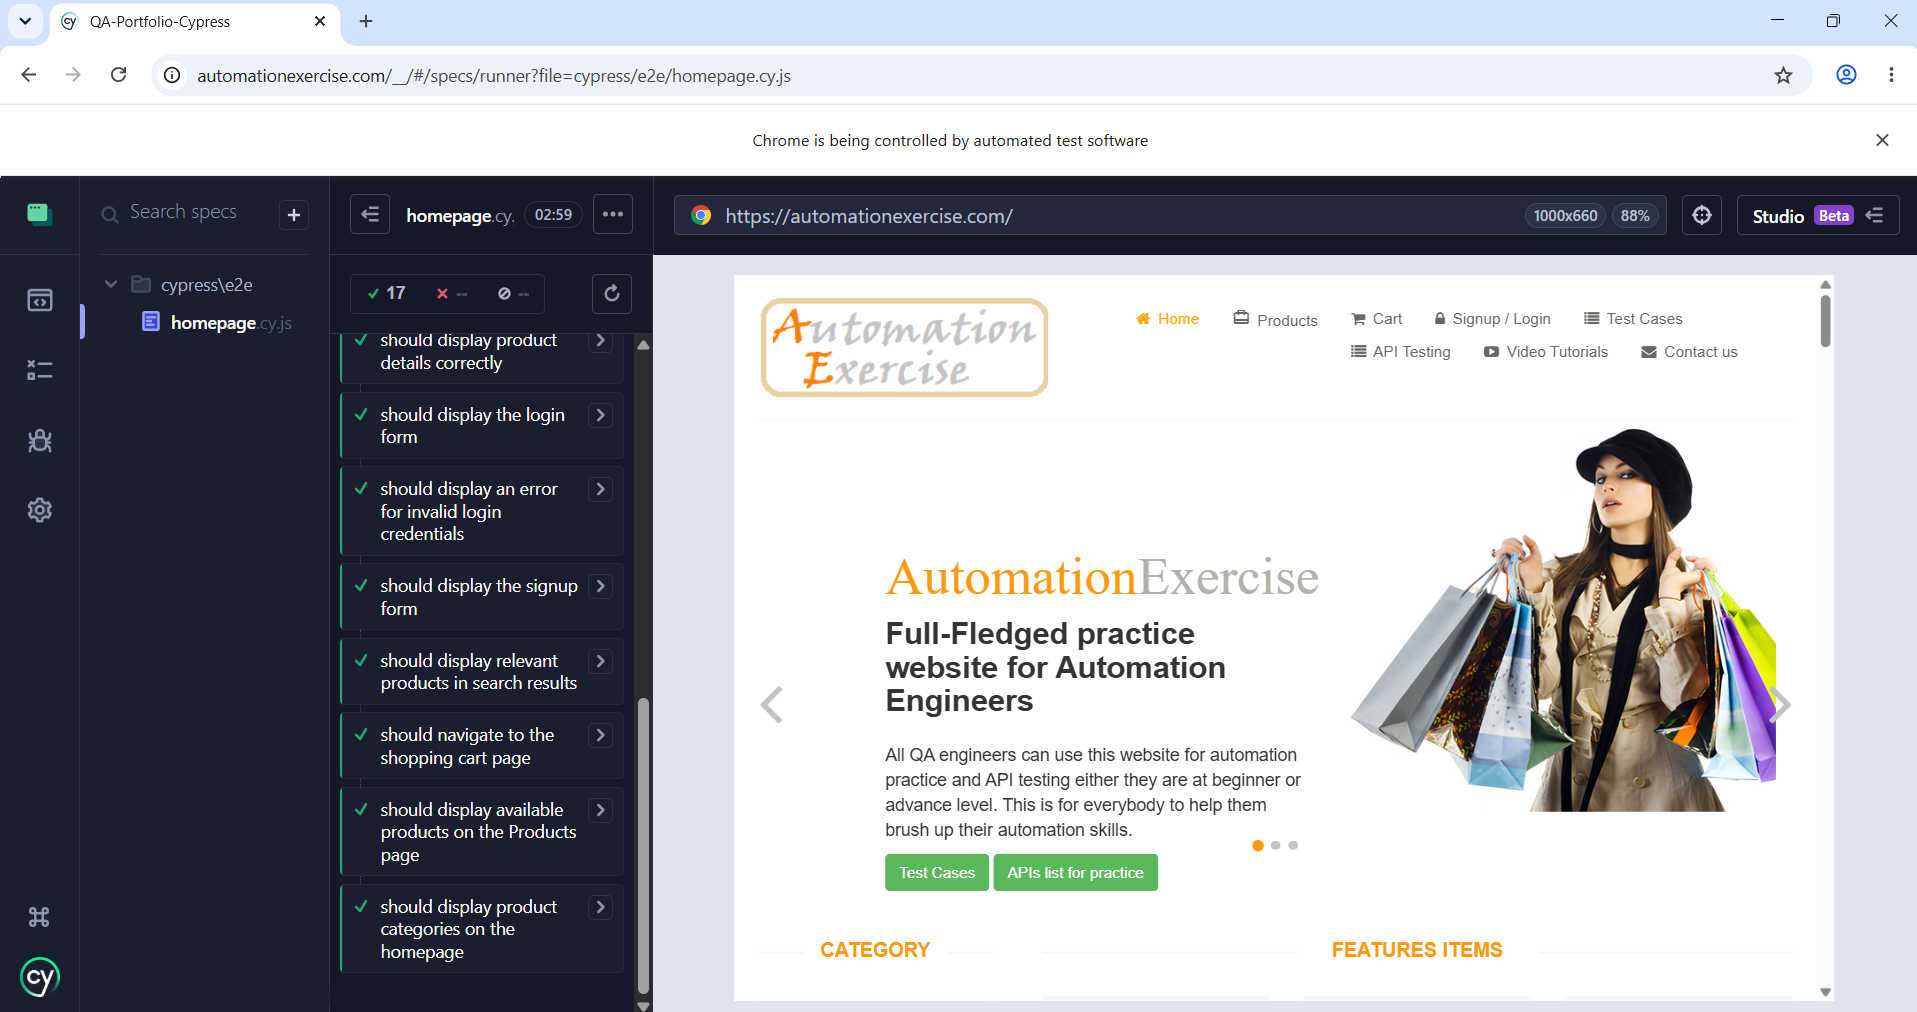 QA-Portfolio-Cypress
automationexercise.com/__/#/specs/runner?file=cypress/e2e/homepage.cy.js
Chrome is being controlled by automated test software
Search specs
+
cypress\e2e
homepage.cy.js
homepage.cy.
02:59
17
--
--
should display product
details correctly
should display the login
form
should display an error
for invalid login
credentials
should display the signup
form
should display relevant
products in search results
should navigate to the
shopping cart page
should display available
products on the Products
page
should display product
categories on the
homepage
cy
https://automationexercise.com/
1000x660
88%
Studio Beta
Automation
Exercise
Home
Products
Cart
Signup / Login
Test Cases
API Testing
Video Tutorials
Contact us
AutomationExercise
Full-Fledged practice
website for Automation
Engineers
All QA engineers can use this website for automation
practice and API testing either they are at beginner or
advance level. This is for everybody to help them
brush up their automation skills.
Test Cases
APIs list for practice
CATEGORY
FEATURES ITEMS